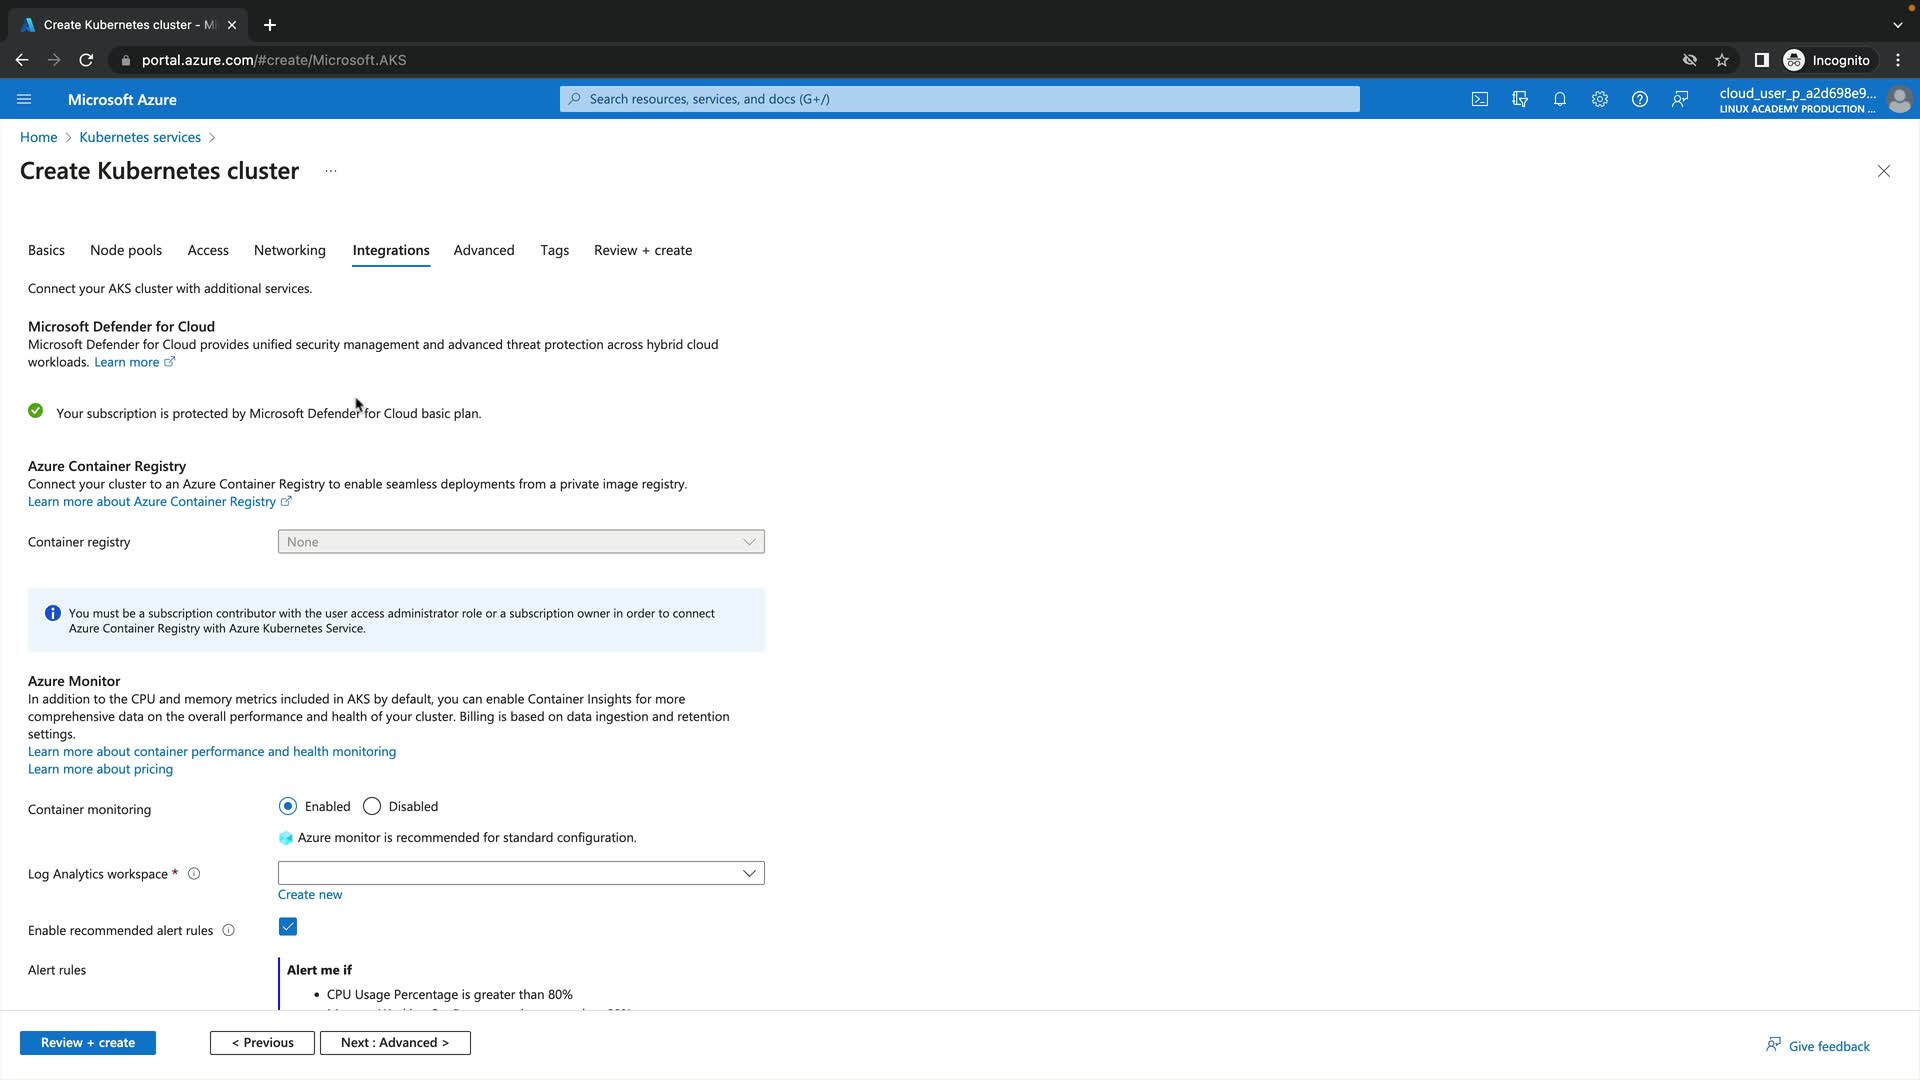 Create Kubernetes cluster - Mi
portal.azure.com/#create/Microsoft.AKS
Incognito
Microsoft Azure
Search resources, services, and docs (G+/)
cloud_user_p_a2d698e9...
LINUX ACADEMY PRODUCTION ...
Home > Kubernetes services >
Create Kubernetes cluster ...
Basics Node pools Access Networking Integrations Advanced Tags Review + create
Connect your AKS cluster with additional services.
Microsoft Defender for Cloud
Microsoft Defender for Cloud provides unified security management and advanced threat protection across hybrid cloud
workloads. Learn more
Your subscription is protected by Microsoft Defender for Cloud basic plan.
Azure Container Registry
Connect your cluster to an Azure Container Registry to enable seamless deployments from a private image registry.
Learn more about Azure Container Registry
Container registry None
You must be a subscription contributor with the user access administrator role or a subscription owner in order to connect
Azure Container Registry with Azure Kubernetes Service.
Azure Monitor
In addition to the CPU and memory metrics included in AKS by default, you can enable Container Insights for more
comprehensive data on the overall performance and health of your cluster. Billing is based on data ingestion and retention
settings.
Learn more about container performance and health monitoring
Learn more about pricing
Container monitoring Enabled Disabled
Azure monitor is recommended for standard configuration.
Log Analytics workspace *
Create new
Enable recommended alert rules
Alert rules Alert me if
• CPU Usage Percentage is greater than 80%
Review + create < Previous Next : Advanced > Give feedback